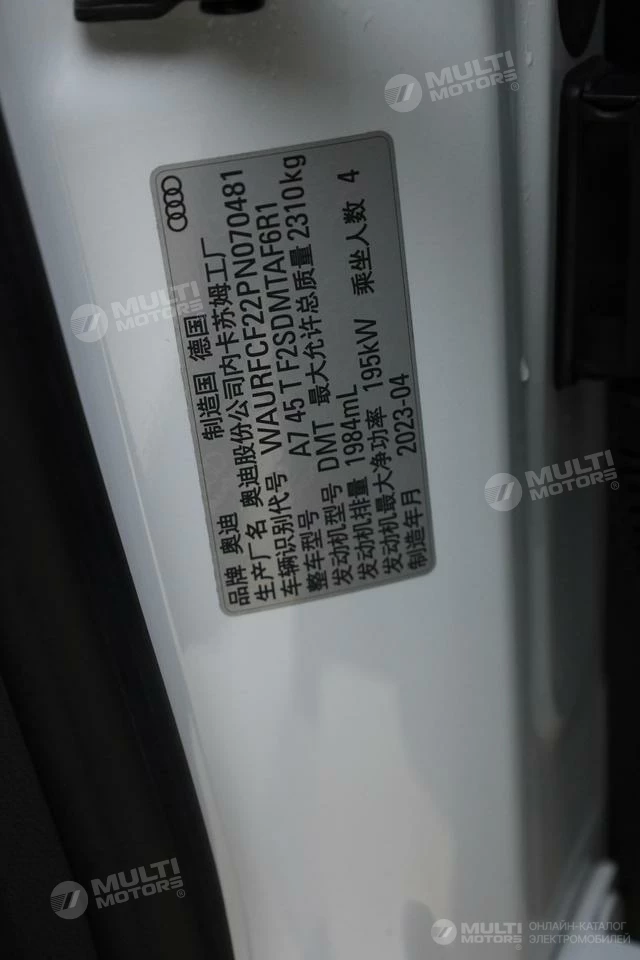 品牌 奥迪 制造国 德国
生产厂名 奥迪股份公司内卡苏姆工厂
车辆识别代号 WAURFCF22PN070481
整车型号 A7 45 T F2SDMTAF6R1
发动机型号 DMT 最大允许总质量 2310kg
发动机排量 1984mL
发动机最大净功率 195kW 乘坐人数 4
制造年月 2023-04
MULTI
MOTORS
MULTI
MOTORS
MULTI
MOTORS
MULTI
MOTORS
MULTI
MOTORS
ОНЛАЙН-КАТАЛОГ
ЭЛЕКТРОМОБИЛЕЙ